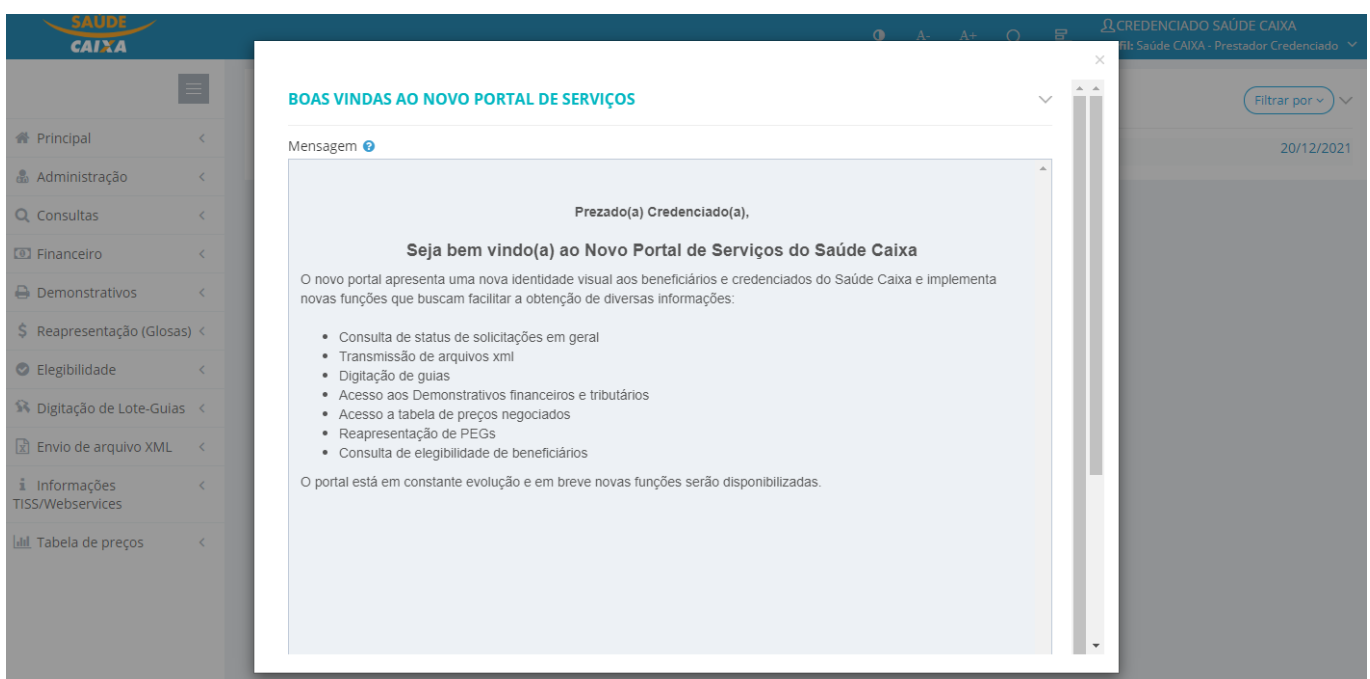 SAÚDE
CAIXA
A-
A+
CREDENCIADO SAÚDE CAIXA
fil: Saúde CAIXA - Prestador Credenciado
×
BOAS VINDAS AO NOVO PORTAL DE SERVIÇOS
Filtrar por
Principal
Mensagem
20/12/2021
Administração
Consultas
Financeiro
Demonstrativos
Reapresentação (Glosas)
Elegibilidade
Digitação de Lote-Guias
Envio de arquivo XML
Informações
TISS/Webservices
Tabela de preços
Prezado(a) Credenciado(a),
Seja bem vindo(a) ao Novo Portal de Serviços do Saúde Caixa
O novo portal apresenta uma nova identidade visual aos beneficiários e credenciados do Saúde Caixa e implementa
novas funções que buscam facilitar a obtenção de diversas informações:
• Consulta de status de solicitações em geral
• Transmissão de arquivos xml
• Digitação de guias
• Acesso aos Demonstrativos financeiros e tributários
• Acesso a tabela de preços negociados
• Reapresentação de PEGs
• Consulta de elegibilidade de beneficiários
O portal está em constante evolução e em breve novas funções serão disponibilizadas.